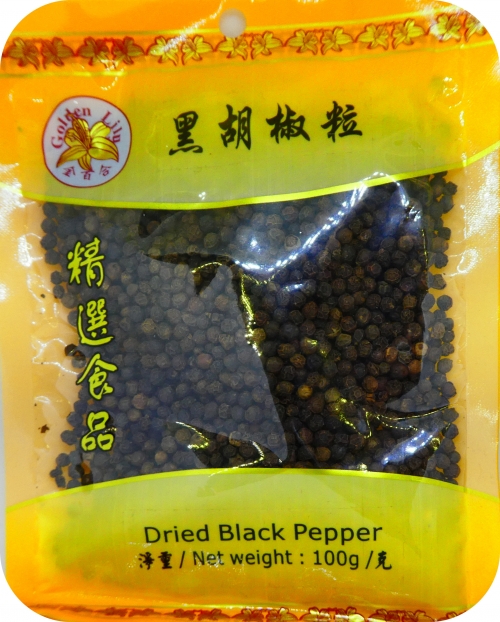 Golden Lily
黑胡椒粒
精選食品
Dried Black Pepper
淨重 / Net weight : 100g /克